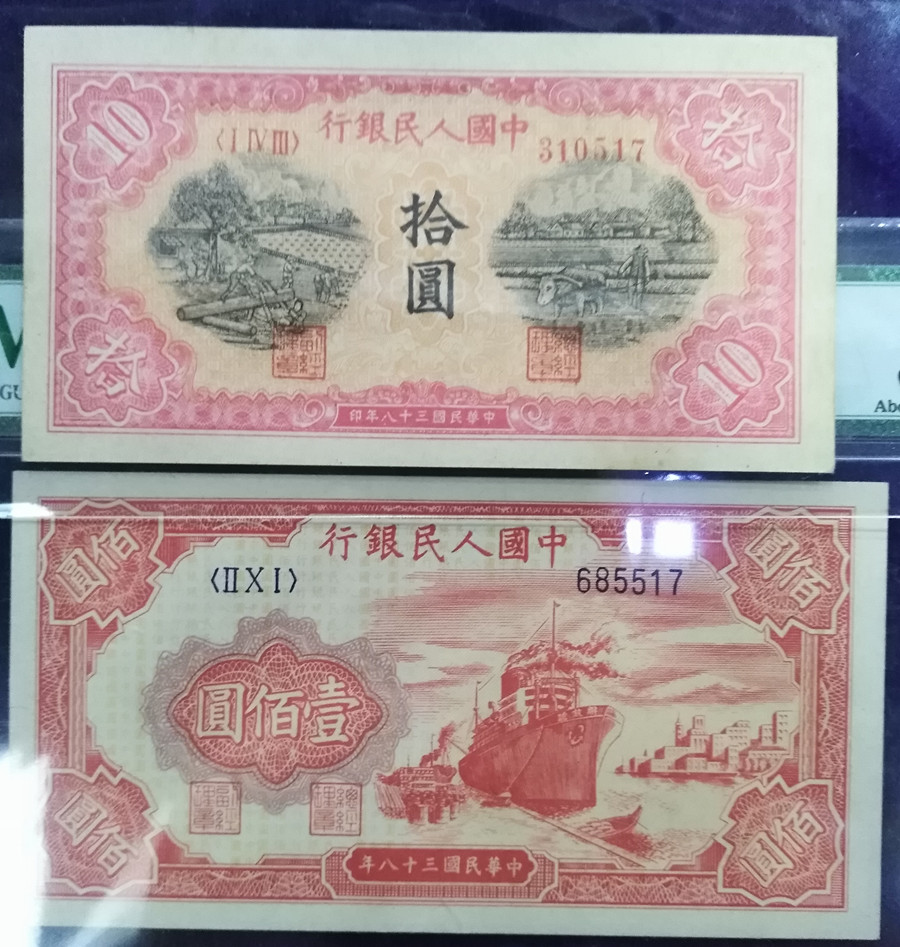 中國人民銀行
〈I IV III〉
310517
10
拾
拾圓
拾
10
中華民國三十八年印
GU
Abo
中國人民銀行
〈II X I〉
685517
佰圓
佰圓
壹佰圓
佰圓
佰圓
中華民國三十八年